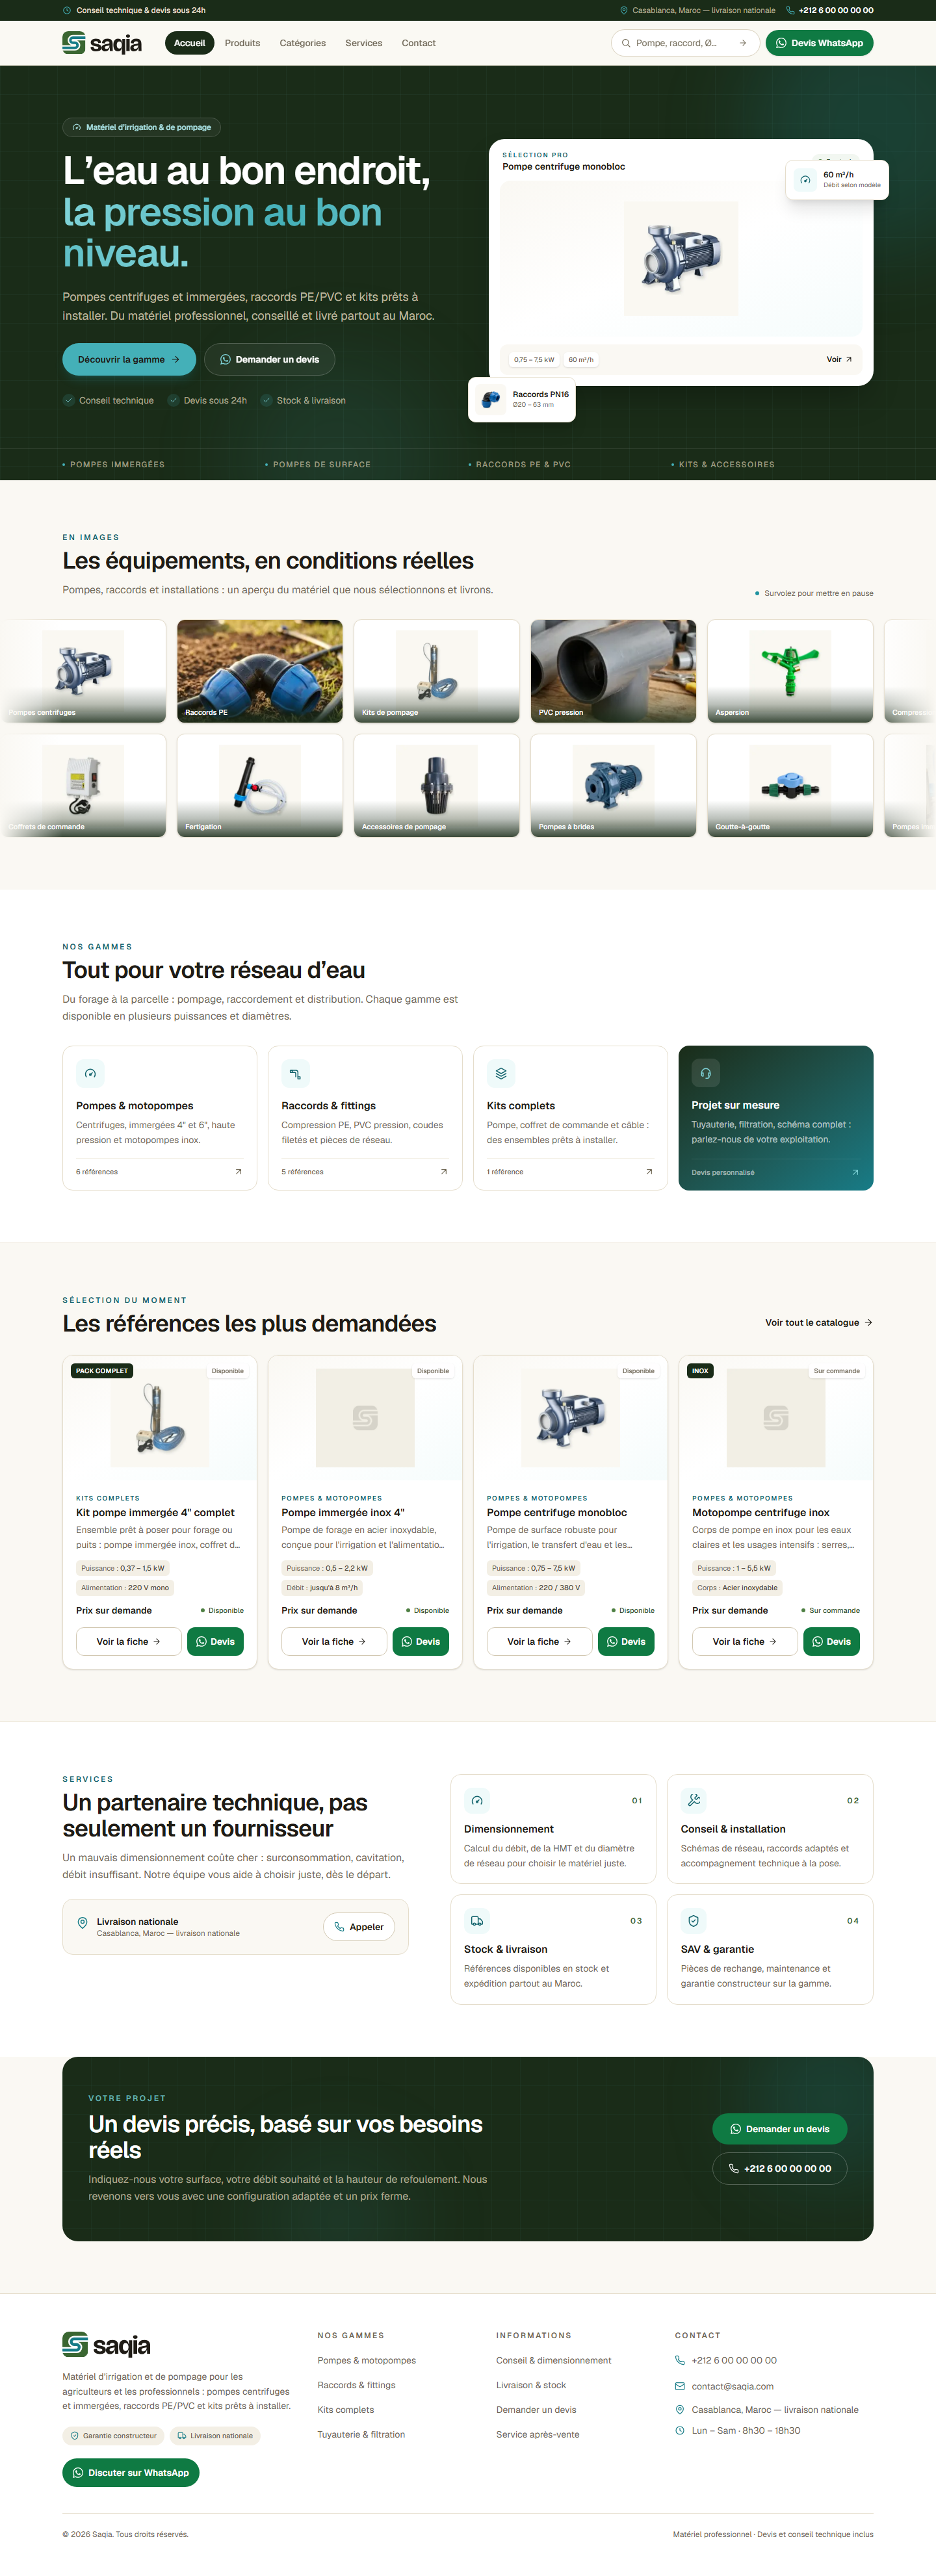 Conseil technique & devis sous 24h
Casablanca, Maroc — livraison nationale
+212 6 00 00 00 00
saqia
Accueil
Produits
Catégories
Services
Contact
Pompe, raccord, Ø...
Devis WhatsApp
Matériel d'irrigation & de pompage
L'eau au bon endroit,
la pression au bon
niveau.
Pompes centrifuges et immergées, raccords PE/PVC et kits prêts à
installer. Du matériel professionnel, conseillé et livré partout au Maroc.
Découvrir la gamme
Demander un devis
Conseil technique
Devis sous 24h
Stock & livraison
SÉLECTION PRO
Pompe centrifuge monobloc
60 m³/h
Débit selon modèle
0,75 – 7,5 kW
60 m³/h
Voir
Raccords PN16
Ø20 – 63 mm
POMPES IMMERGÉES
POMPES DE SURFACE
RACCORDS PE & PVC
KITS & ACCESSOIRES
EN IMAGES
Les équipements, en conditions réelles
Pompes, raccords et installations : un aperçu du matériel que nous sélectionnons et livrons.
Survolez pour mettre en pause
Pompes centrifuges
Raccords PE
Kits de pompage
PVC pression
Aspersion
Coffrets de commande
Fertigation
Accessoires de pompage
Pompes à brides
Goutte-à-goutte
Pompes
NOS GAMMES
Tout pour votre réseau d'eau
Du forage à la parcelle : pompage, raccordement et distribution. Chaque gamme est
disponible en plusieurs puissances et diamètres.
Pompes & motopompes
Centrifuges, immergées 4" et 6", haute
pression et motopompes inox.
6 références
Raccords & fittings
Compression PE, PVC pression, coudes
filetés et pièces de réseau.
5 références
Kits complets
Pompe, coffret de commande et câble :
des ensembles prêts à installer.
1 référence
Projet sur mesure
Tuyauterie, filtration, schéma complet :
parlez-nous de votre exploitation.
Devis personnalisé
SÉLECTION DU MOMENT
Les références les plus demandées
Voir tout le catalogue
PACK COMPLET
Disponible
KITS COMPLETS
Kit pompe immergée 4" complet
Ensemble prêt à poser pour forage ou
puits : pompe immergée inox, coffret d...
Puissance : 0,37 – 1,5 kW
Alimentation : 220 V mono
Prix sur demande
Disponible
Voir la fiche
Devis
Disponible
POMPES & MOTOPOMPES
Pompe immergée inox 4"
Pompe de forage en acier inoxydable,
conçue pour l'irrigation et l'alimentatio...
Puissance : 0,5 – 2,2 kW
Débit : jusqu'à 8 m³/h
Prix sur demande
Disponible
Voir la fiche
Devis
Disponible
POMPES & MOTOPOMPES
Pompe centrifuge monobloc
Pompe de surface robuste pour
l'irrigation, le transfert d'eau et les...
Puissance : 0,75 – 7,5 kW
Alimentation : 220 / 380 V
Prix sur demande
Disponible
Voir la fiche
Devis
INOX
Sur commande
POMPES & MOTOPOMPES
Motopompe centrifuge inox
Corps de pompe en inox pour les eaux
claires et les usages intensifs : serres,...
Puissance : 1 – 5,5 kW
Corps : Acier inoxydable
Prix sur demande
Sur commande
Voir la fiche
Devis
SERVICES
Un partenaire technique, pas
seulement un fournisseur
Un mauvais dimensionnement coûte cher : surconsommation, cavitation,
débit insuffisant. Notre équipe vous aide à choisir juste, dès le départ.
Livraison nationale
Casablanca, Maroc — livraison nationale
Appeler
01
Dimensionnement
Calcul du débit, de la HMT et du diamètre
de réseau pour choisir le matériel juste.
02
Conseil & installation
Schémas de réseau, raccords adaptés et
accompagnement technique à la pose.
03
Stock & livraison
Références disponibles en stock et
expédition partout au Maroc.
04
SAV & garantie
Pièces de rechange, maintenance et
garantie constructeur sur la gamme.
VOTRE PROJET
Un devis précis, basé sur vos besoins
réels
Indiquez-nous votre surface, votre débit souhaité et la hauteur de refoulement. Nous
revenons vers vous avec une configuration adaptée et un prix ferme.
Demander un devis
+212 6 00 00 00 00
saqia
Matériel d'irrigation et de pompage pour les
agriculteurs et les professionnels : pompes centrifuges
et immergées, raccords PE/PVC et kits prêts à installer.
Garantie constructeur
Livraison nationale
Discuter sur WhatsApp
NOS GAMMES
Pompes & motopompes
Raccords & fittings
Kits complets
Tuyauterie & filtration
INFORMATIONS
Conseil & dimensionnement
Livraison & stock
Demander un devis
Service après-vente
CONTACT
+212 6 00 00 00 00
contact@saqia.com
Casablanca, Maroc — livraison nationale
Lun – Sam · 8h30 – 18h30
© 2026 Saqia. Tous droits réservés.
Matériel professionnel · Devis et conseil technique inclus